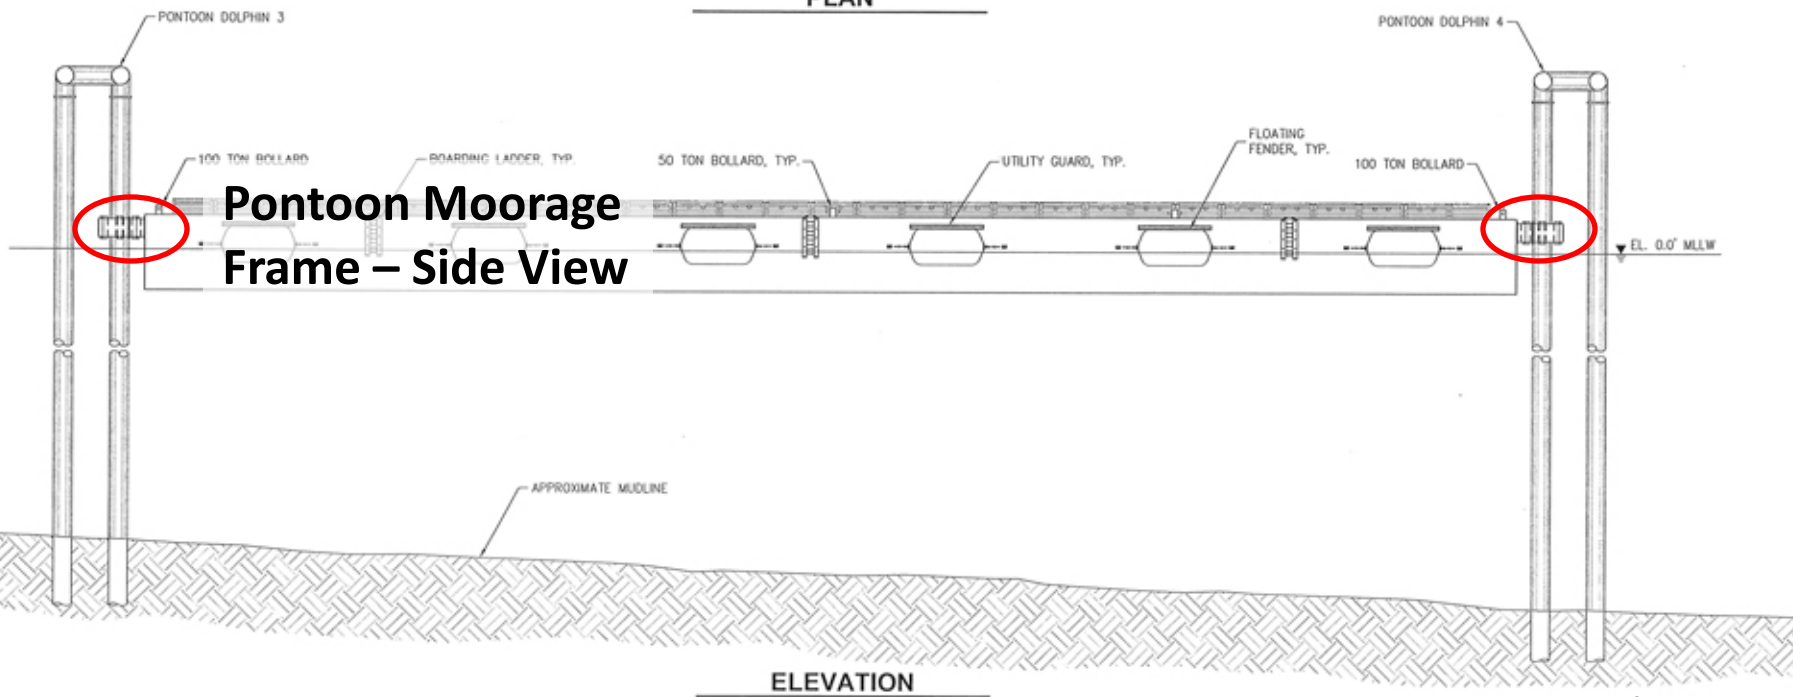 PLAN
PONTOON DOLPHIN 3
PONTOON DOLPHIN 4
100 TON BOLLARD
BOARDING LADDER, TYP.
50 TON BOLLARD, TYP.
UTILITY GUARD, TYP.
FLOATING
FENDER, TYP.
100 TON BOLLARD
Pontoon Moorage
Frame – Side View
EL. 0.0' MLLW
APPROXIMATE MUDLINE
ELEVATION